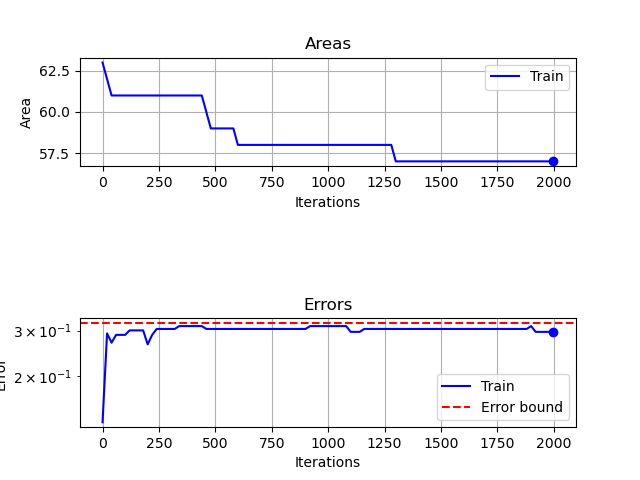 Areas
Area
62.5
60.0
57.5
Train
0 250 500 750 1000 1250 1500 1750 2000
Iterations
Errors
Error
3 × 10⁻¹
2 × 10⁻¹
Train
Error bound
0 250 500 750 1000 1250 1500 1750 2000
Iterations